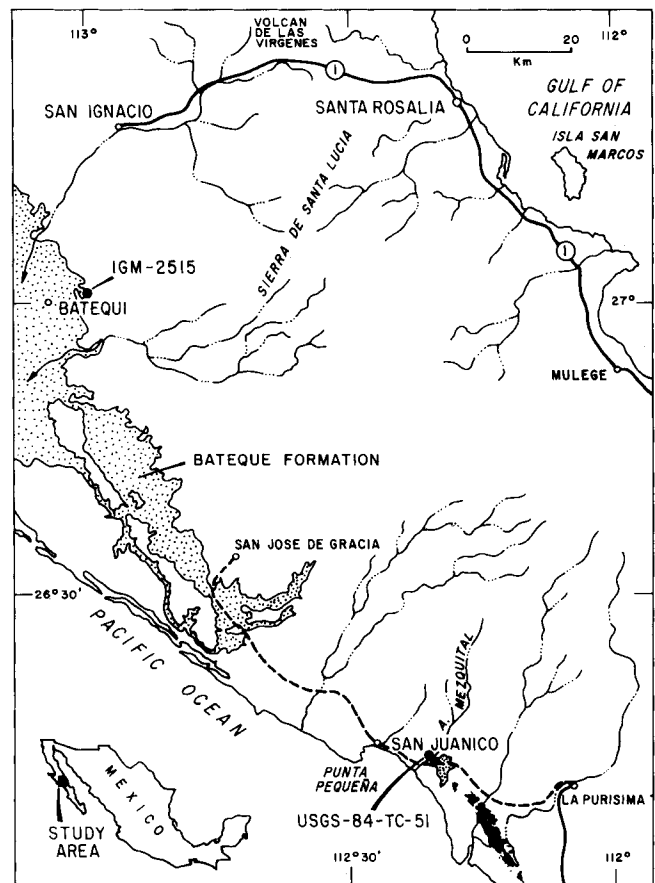 113°
112°
VOLCAN
DE LAS
VIRGENES
0 20
Km
1
GULF OF
CALIFORNIA
SAN IGNACIO
SANTA ROSALIA
ISLA SAN
MARCOS
SIERRA DE SANTA LUCIA
IGM-2515
1
BATEQUI
27°
MULEGE
BATEQUE FORMATION
SAN JOSE DE GRACIA
26°30'
PACIFIC OCEAN
A. MEZQUITAL
SAN JUANICO
PUNTA
PEQUEÑA
LA PURISIMA
MEXICO
USGS-84-TC-51
STUDY
AREA
112°30'
112°